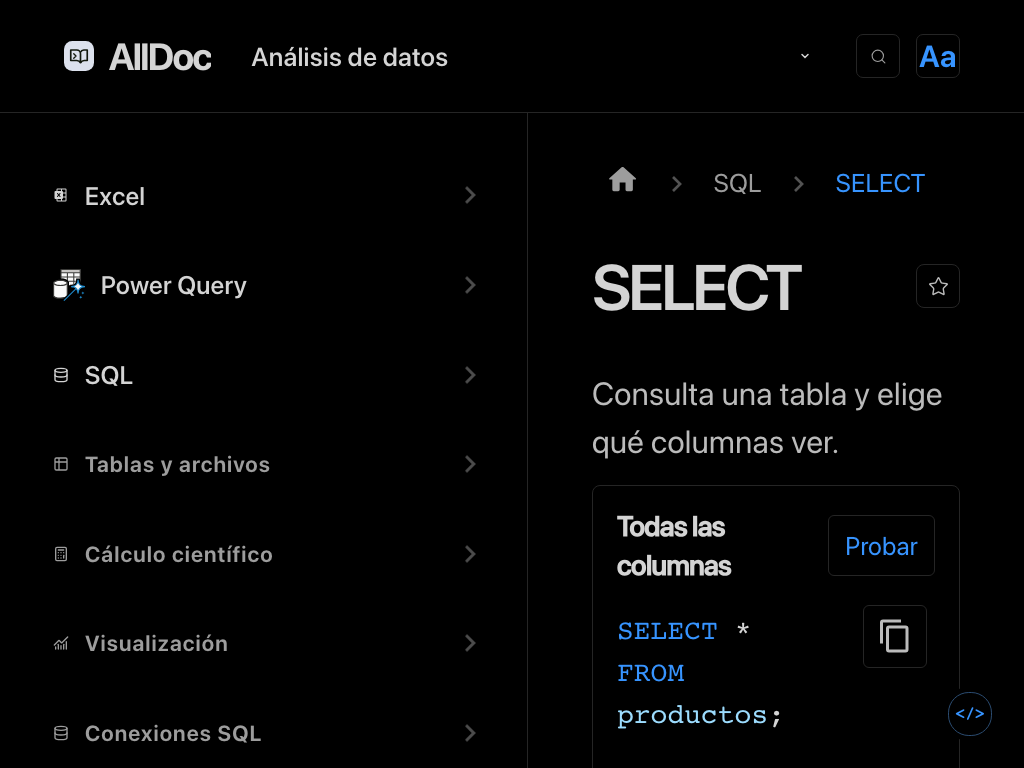 AllDoc
Análisis de datos
Aa
Excel
Power Query
SQL
Tablas y archivos
Cálculo científico
Visualización
Conexiones SQL
SQL
SELECT
SELECT
Consulta una tabla y elige
qué columnas ver.
Todas las
columnas
Probar
SELECT *
FROM
productos;
</>